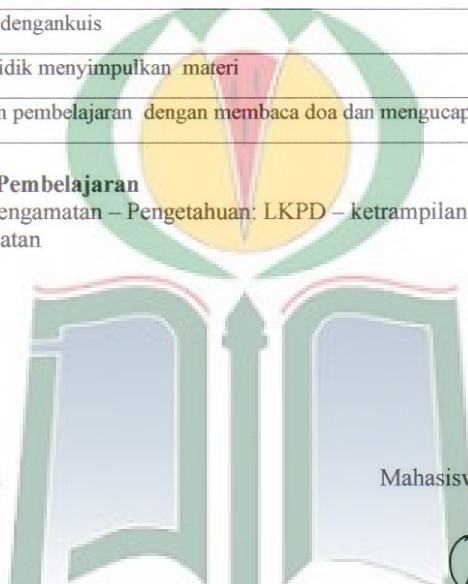 dengankuis
idik menyimpulkan materi
n pembelajaran dengan membaca doa dan mengucap
Pembelajaran
engamatan – Pengetahuan: LKPD – ketrampilan
atan
Mahasisw